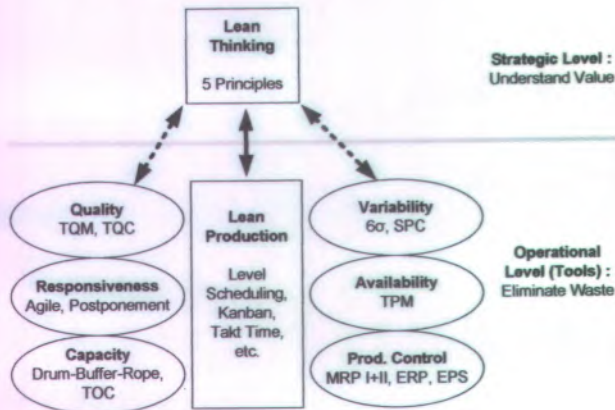 Lean
Thinking
5 Principles
Strategic Level :
Understand Value
Quality
TQM, TQC
Responsiveness
Agile, Postponement
Capacity
Drum-Buffer-Rope,
TOC
Lean
Production
Level
Scheduling,
Kanban,
Takt Time,
etc.
Variability
6σ, SPC
Availability
TPM
Prod. Control
MRP I+II, ERP, EPS
Operational
Level (Tools) :
Eliminate Waste